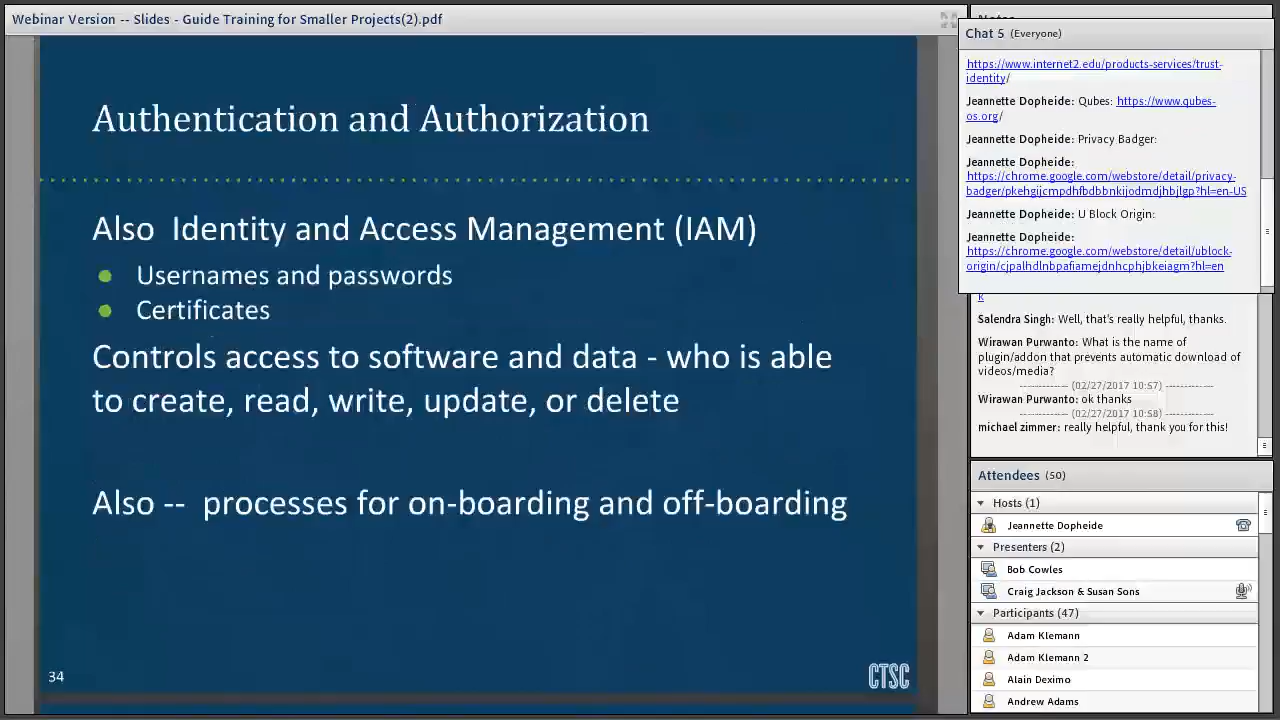 Webinar Version -- Slides - Guide Training for Smaller Projects(2).pdf
Authentication and Authorization
Also  Identity and Access Management (IAM)
Usernames and passwords
Certificates
Controls access to software and data - who is able
to create, read, write, update, or delete
Also --  processes for on-boarding and off-boarding
34
CTSC
Chat 5 (Everyone)
https://www.internet2.edu/products-services/trust-
identity/
Jeannette Dopheide: Qubes: https://www.qubes-
os.org/
Jeannette Dopheide: Privacy Badger:
Jeannette Dopheide:
https://chrome.google.com/webstore/detail/privacy-
badger/pkehgijcmpdhfbdbbnkijodmdjhbjlgp?hl=en-US
Jeannette Dopheide: U Block Origin:
Jeannette Dopheide:
https://chrome.google.com/webstore/detail/ublock-
origin/cjpalhdlnbpafiamejdnhcphjbkeiagm?hl=en
k
Salendra Singh: Well, that's really helpful, thanks.
Wirawan Purwanto: What is the name of
plugin/addon that prevents automatic download of
videos/media?
------------- (02/27/2017 10:57) -------------
Wirawan Purwanto: ok thanks
------------- (02/27/2017 10:58) -------------
michael zimmer: really helpful, thank you for this!
Attendees (50)
Hosts (1)
Jeannette Dopheide
Presenters (2)
Bob Cowles
Craig Jackson & Susan Sons
Participants (47)
Adam Klemann
Adam Klemann 2
Alain Deximo
Andrew Adams